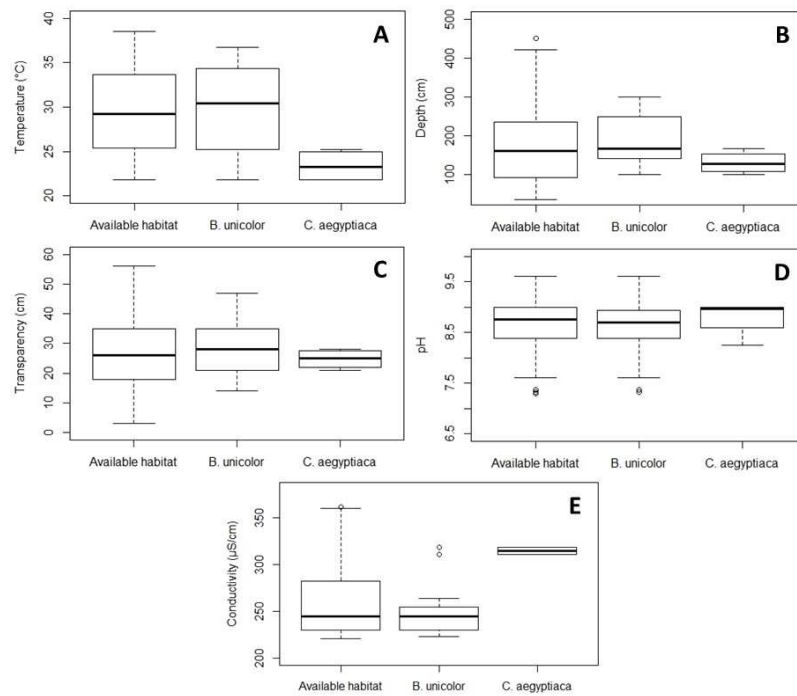 A
Temperature (°C)
40
35
30
25
20
Available habitat B. unicolor C. aegyptiaca
B
Depth (cm)
500
400
300
200
100
Available habitat B. unicolor C. aegyptiaca
C
Transparency (cm)
60
50
40
30
20
10
0
Available habitat B. unicolor C. aegyptiaca
D
pH
9.5
8.5
7.5
6.5
Available habitat B. unicolor C. aegyptiaca
E
Conductivity (µS/cm)
350
300
250
200
Available habitat B. unicolor C. aegyptiaca